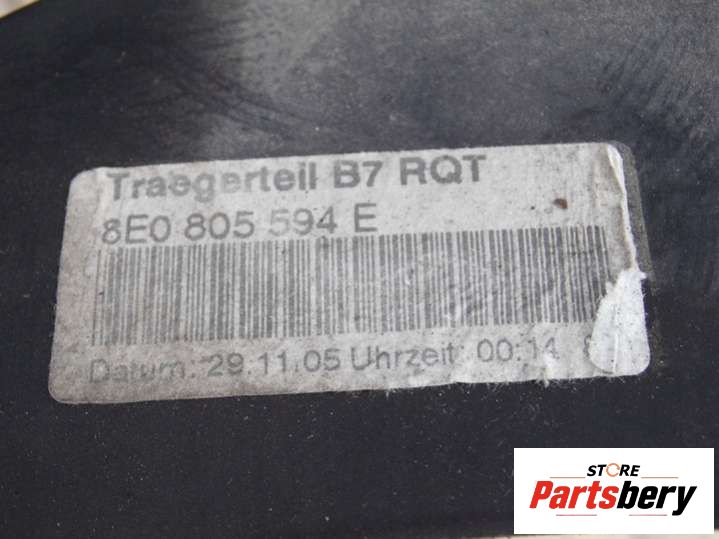 Traegerteil B7 RQT
8E0 805 594 E
Datum: 29.11.05 Uhrzeit: 00:14
STORE
Partsbery